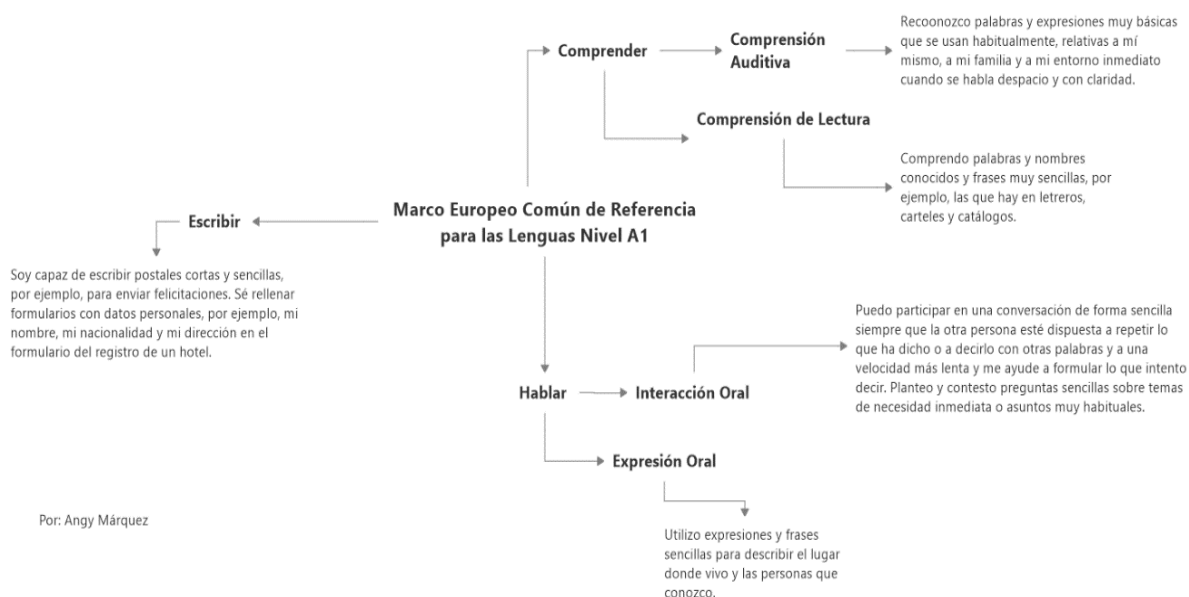 Comprender
Comprensión
Auditiva
Recoonozco palabras y expresiones muy básicas
que se usan habitualmente, relativas a mí
mismo, a mi familia y a mi entorno inmediato
cuando se habla despacio y con claridad.
Comprensión de Lectura
Comprendo palabras y nombres
conocidos y frases muy sencillas, por
ejemplo, las que hay en letreros,
carteles y catálogos.
Marco Europeo Común de Referencia
para las Lenguas Nivel A1
Escribir
Soy capaz de escribir postales cortas y sencillas,
por ejemplo, para enviar felicitaciones. Sé rellenar
formularios con datos personales, por ejemplo, mi
nombre, mi nacionalidad y mi dirección en el
formulario del registro de un hotel.
Hablar
Interacción Oral
Puedo participar en una conversación de forma sencilla
siempre que la otra persona esté dispuesta a repetir lo
que ha dicho o a decirlo con otras palabras y a una
velocidad más lenta y me ayude a formular lo que intento
decir. Planteo y contesto preguntas sencillas sobre temas
de necesidad inmediata o asuntos muy habituales.
Expresión Oral
Utilizo expresiones y frases
sencillas para describir el lugar
donde vivo y las personas que
conozco.
Por: Angy Márquez